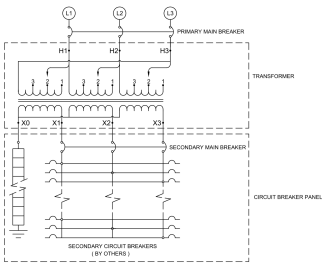 L1 L2 L3
PRIMARY MAIN BREAKER
H1 H2 H3
TRANSFORMER
3 2 1 3 2 1 3 2 1
X0 X1 X2 X3
SECONDARY MAIN BREAKER
CIRCUIT BREAKER PANEL
SECONDARY CIRCUIT BREAKERS
( BY OTHERS )